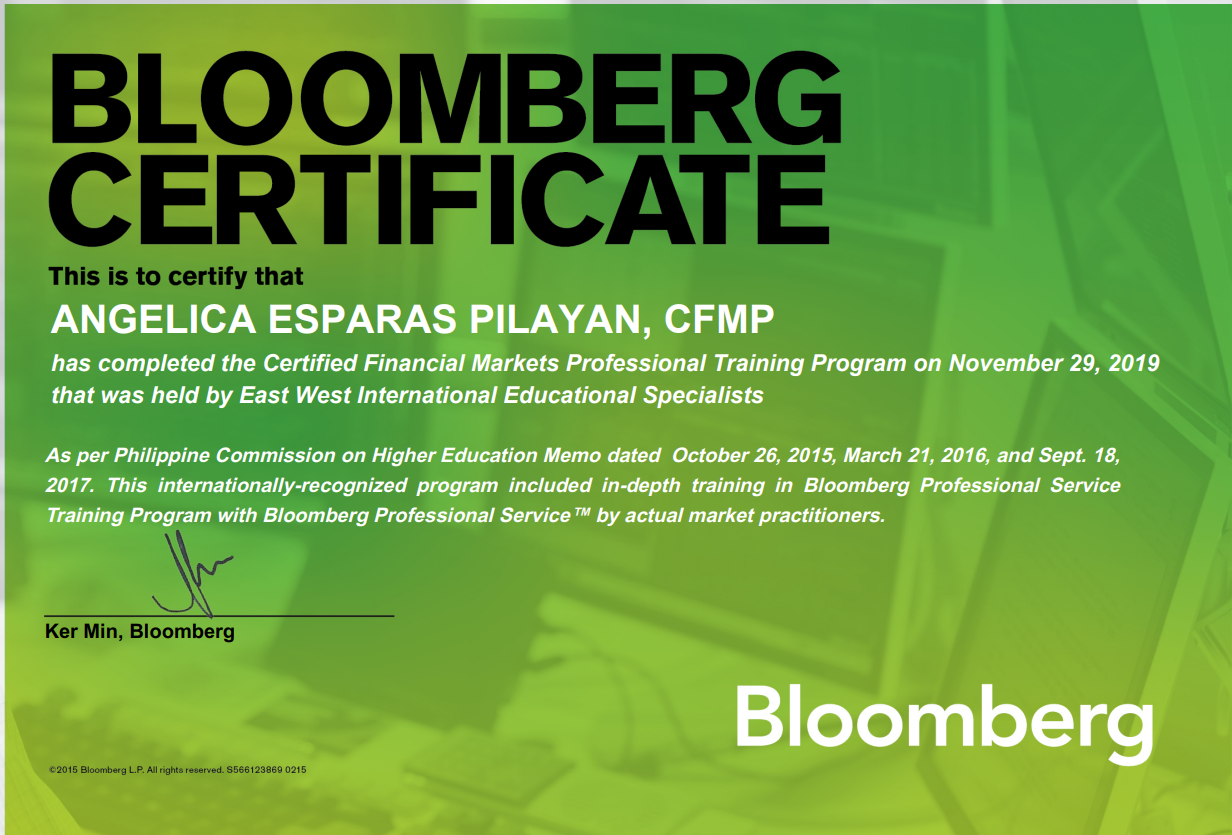 BLOOMBERG
CERTIFICATE
This is to certify that
ANGELICA ESPARAS PILAYAN, CFMP
has completed the Certified Financial Markets Professional Training Program on November 29, 2019
that was held by East West International Educational Specialists
As per Philippine Commission on Higher Education Memo dated October 26, 2015, March 21, 2016, and Sept. 18,
2017. This internationally-recognized program included in-depth training in Bloomberg Professional Service
Training Program with Bloomberg Professional Service™ by actual market practitioners.
Ker Min, Bloomberg
Bloomberg
©2015 Bloomberg L.P. All rights reserved. S566123869 0215